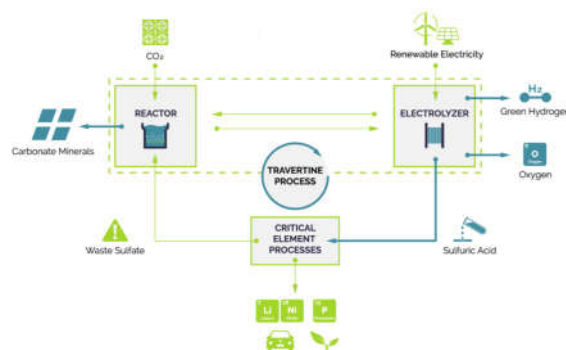 CO₂
Renewable Electricity
REACTOR
ELECTROLYZER
H₂
Green Hydrogen
Carbonate Minerals
O
Oxygen
TRAVERTINE
PROCESS
CRITICAL
ELEMENT
PROCESSES
Waste Sulfate
Sulfuric Acid
Li
Ni
P